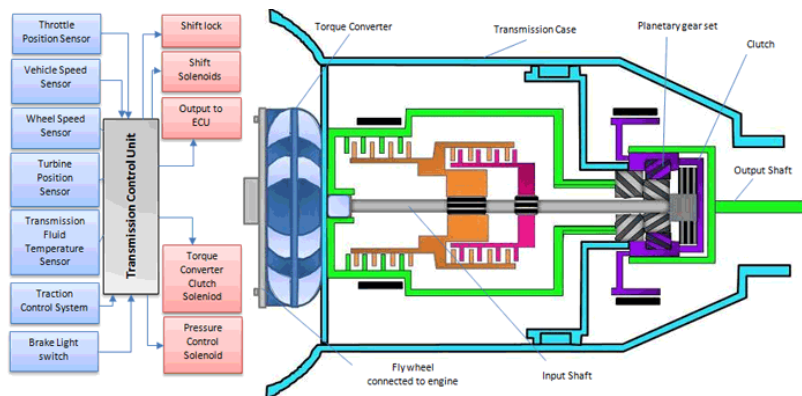 Throttle
Position Sensor
Vehicle Speed
Sensor
Wheel Speed
Sensor
Turbine
Position
Sensor
Transmission
Fluid
Temperature
Sensor
Traction
Control System
Brake Light
switch
Transmission Control Unit
Shift lock
Shift
Solenoids
Output to
ECU
Torque
Converter
Clutch
Soleniod
Pressure
Control
Solenoid
Torque Converter
Transmission Case
Planetary gear set
Clutch
Output Shaft
Input Shaft
Fly wheel
connected to engine